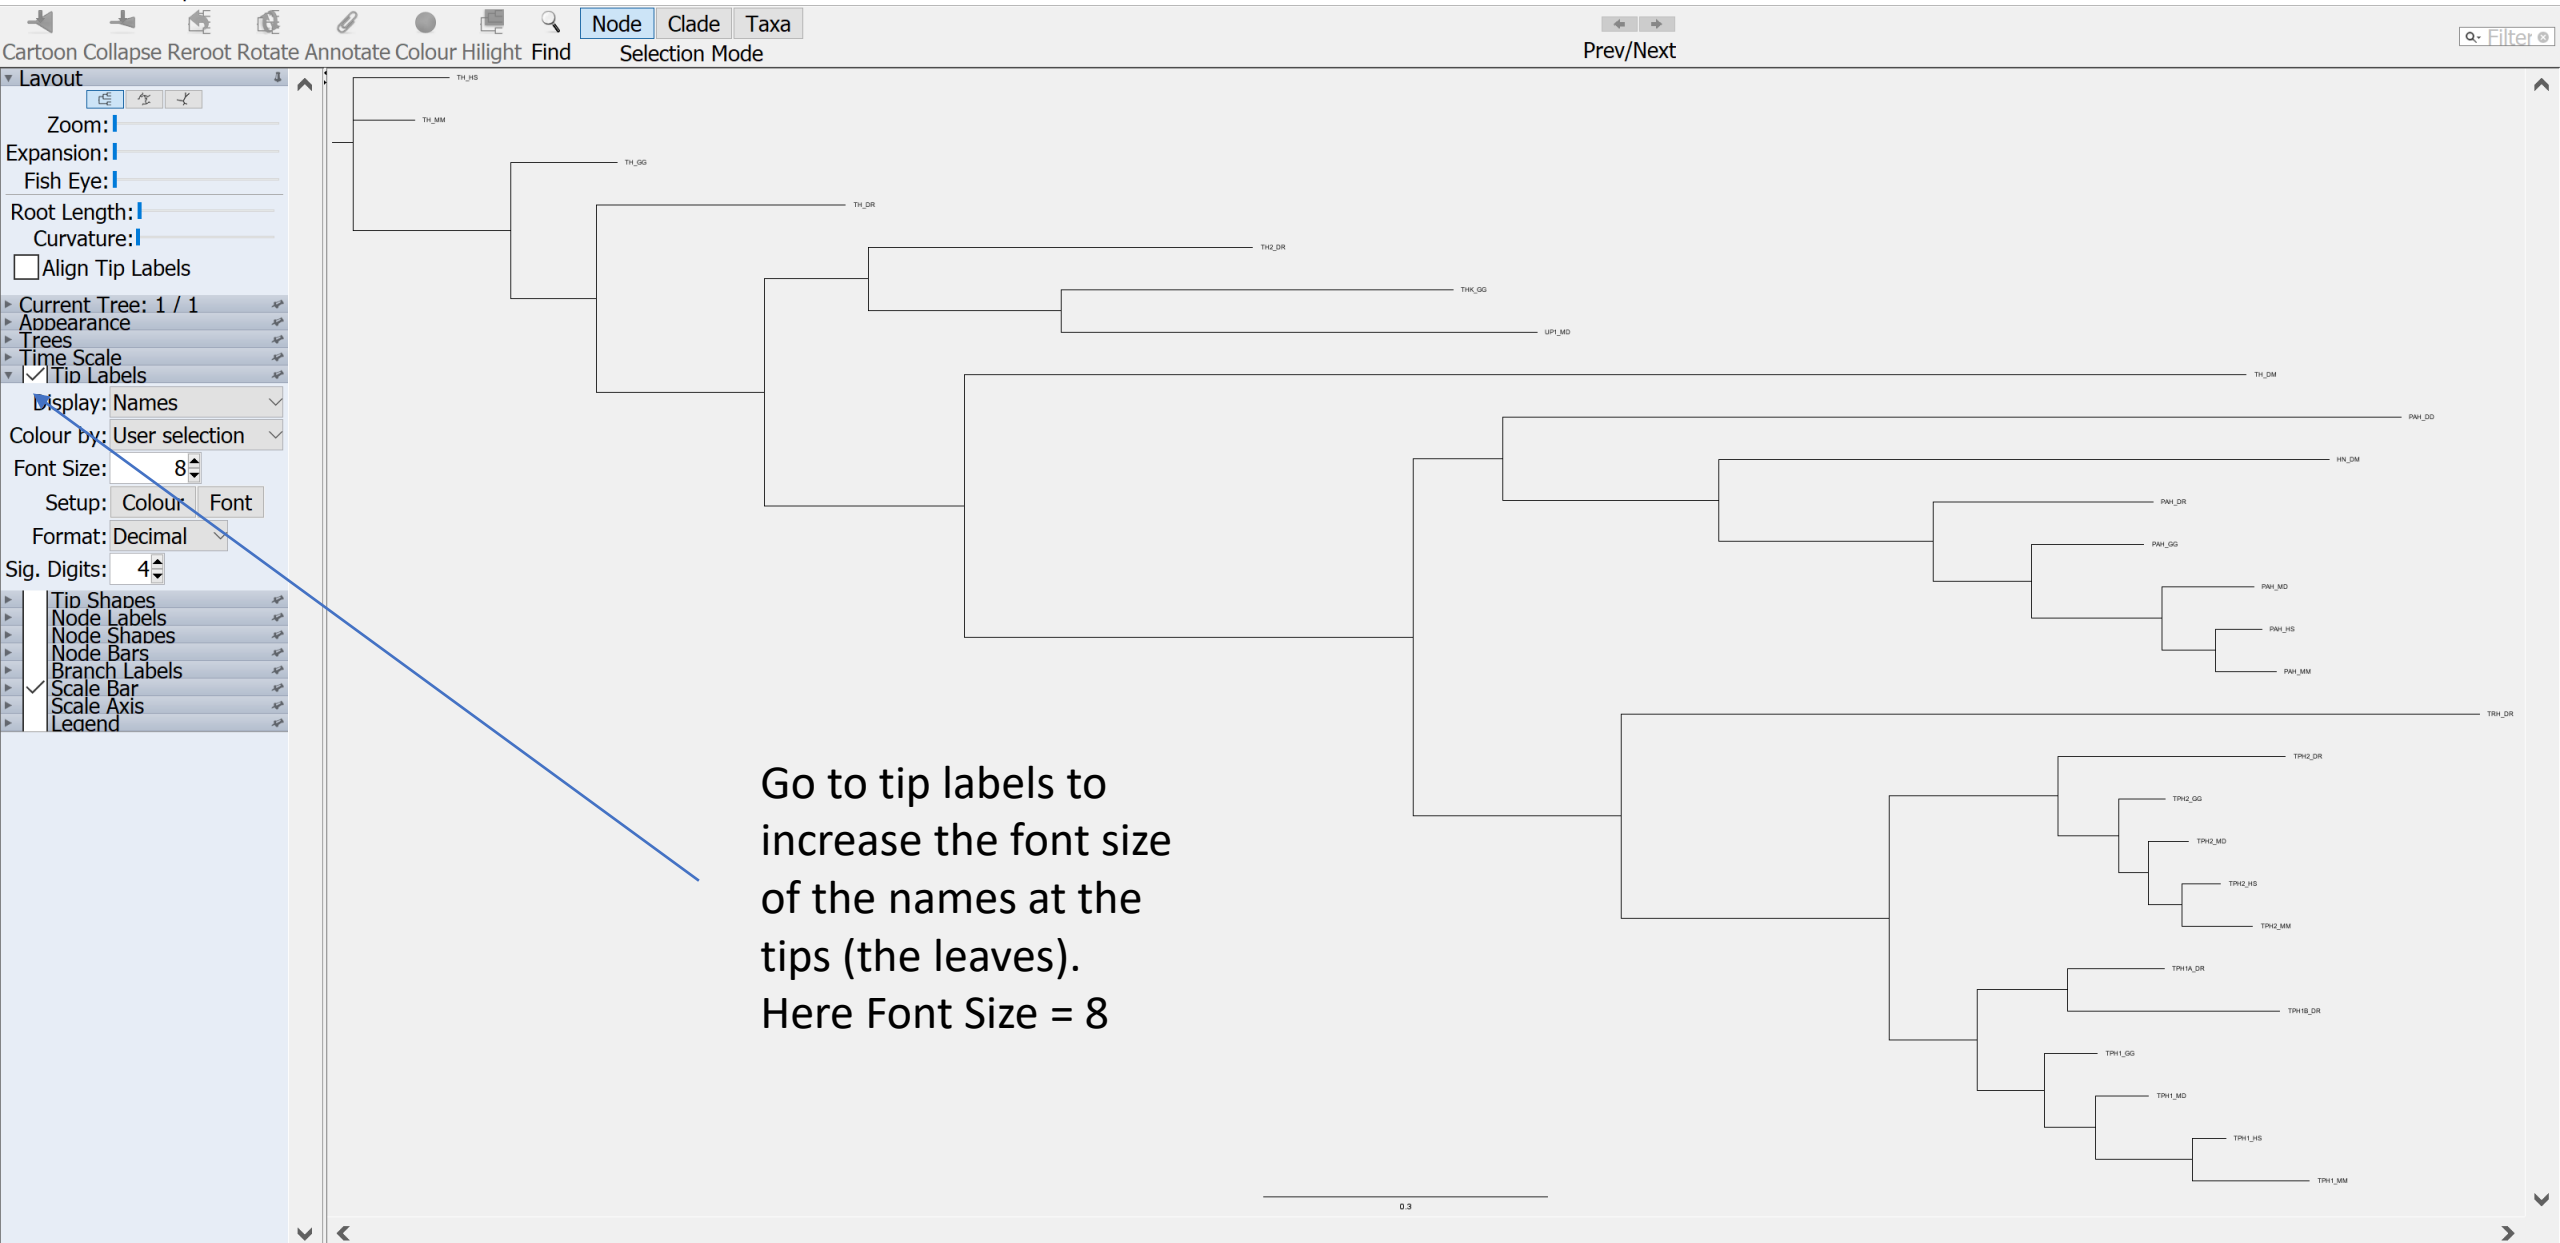 Cartoon Collapse Reroot Rotate Annotate Colour Hilight Find
Node Clade Taxa
Selection Mode
Prev/Next
Filter
Layout
Zoom:
Expansion:
Fish Eye:
Root Length:
Curvature:
Align Tip Labels
Current Tree: 1 / 1
Appearance
Trees
Time Scale
Tip Labels
Display: Names
Colour by: User selection
Font Size: 8
Setup: Colour Font
Format: Decimal
Sig. Digits: 4
Tip Shapes
Node Labels
Node Shapes
Node Bars
Branch Labels
Scale Bar
Scale Axis
Legend
TH_HS
TH_MM
TH_GG
TH_DR
TH2_DR
THK_GG
UP1_MD
TH_DM
PAH_DD
HN_DM
PAH_DR
PAH_GG
PAH_MD
PAH_HS
PAH_MM
TRH_DR
TPH2_DR
TPH2_GG
TPH2_MD
TPH2_HS
TPH2_MM
TPH1A_DR
TPH1B_DR
TPH1_GG
TPH1_MD
TPH1_HS
TPH1_MM
0.3
Go to tip labels to
increase the font size
of the names at the
tips (the leaves).
Here Font Size = 8